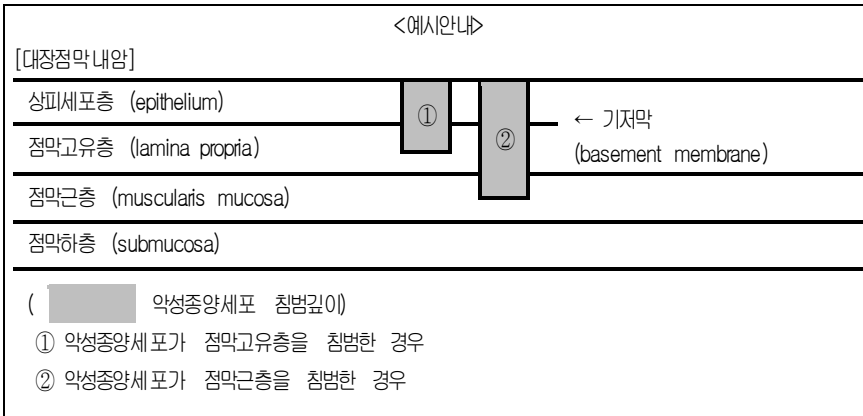 <예시안내>
[대장점막내암]
상피세포층 (epithelium)
점막고유층 (lamina propria)
점막근층 (muscularis mucosa)
점막하층 (submucosa)
①
②
← 기저막
(basement membrane)
( 악성종양세포 침범깊이)
① 악성종양세포가 점막고유층을 침범한 경우
② 악성종양세포가 점막근층을 침범한 경우